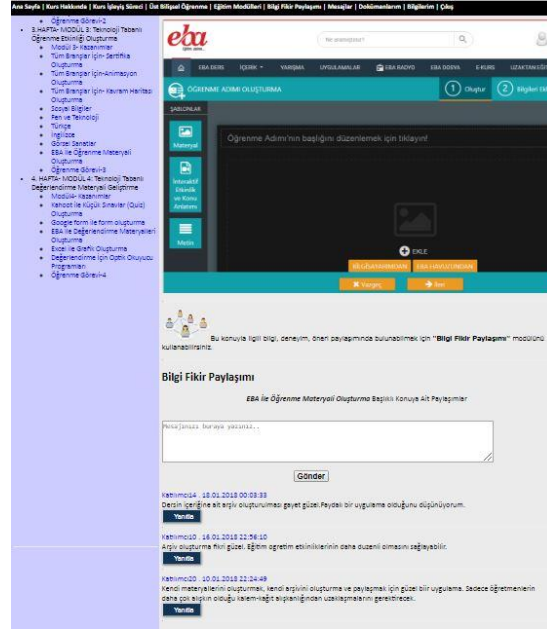 Ana Sayfa | Kurs Hakkında | Kurs İşleyiş Süreci | Üst Bilişsel Öğrenme | Eğitim Modülleri | Bilgi Fikir Paylaşımı | Mesajlar | Dokümanlarım | Bilgilerim | Çıkış
Öğrenme Görevi-2
3.HAFTA- MODÜL 3: Teknoloji Tabanlı
Öğrenme Etkinliği Oluşturma
Modül 3- Kazanımlar
Tüm Branşlar İçin- Sertifika
Oluşturma
Tüm Branşlar İçin-Animasyon
Oluşturma
Tüm Branşlar İçin- Kavram Haritası
Oluşturma
Sosyal Bilgiler
Fen ve Teknoloji
Türkçe
İngilizce
Görsel Sanatlar
EBA ile Öğrenme Materyali
Oluşturma
Öğrenme Görevi-3
4. HAFTA- MODÜL 4: Teknoloji Tabanlı
Değerlendirme Materyali Geliştirme
Modül4- Kazanımlar
Kahoot ile Küçük Sınavlar (Quiz)
Oluşturma
Google form ile form oluşturma
EBA ile Değerlendirme Materyalleri
Oluşturma
Excel ile Grafik Oluşturma
Değerlendirme İçin Optik Okuyucu
Programları
Öğrenme Görevi-4
eba
Ne aramıştınız?
EBA DERS İÇERİK YARIŞMA UYGULAMALAR EBA RADYO EBA DOSYA E-KURS
ÖĞRENME ADIMI OLUŞTURMA 1 Oluştur 2
ŞABLONLAR
Materyal
Öğrenme Adımı'nın başlığını düzenlemek için tıklayın!
İnteraktif
Etkinlik
ve Konu
Anlatımı
Metin
EKLE
BİLGİSAYARIMDAN EBA HAVUZUNDAN
Vazgeç İleri
Bu konuyla ilgili bilgi, deneyim, öneri paylaşımında bulunabilmek için "Bilgi Fikir Paylaşımı" modülünü
kullanabilirsiniz.
Bilgi Fikir Paylaşımı
EBA İle Öğrenme Materyali Oluşturma Başlıklı Konuya Ait Paylaşımlar
Mesajınızı buraya yazınız..
Gönder
Katılımcı14 . 18.01.2018 00:03:33
Dersin içeriğine ait arşiv oluşturulması gayet güzel.Faydalı bir uygulama olduğunu düşünüyorum.
Yanıtla
Katılımcı10 . 16.01.2018 22:56:10
Arşiv oluşturma fikri güzel. Eğitim ogretim etkinliklerinin daha duzenli olmasını sağlayabilir.
Yanıtla
Katılımcı20 . 10.01.2018 22:24:49
Kendi materyallerini oluşturmak, kendi arşivini oluşturma ve paylaşmak için güzel biir uygulama. Sadece öğretmenlerin
daha çok alışkın olduğu kalem-kağıt alışkanlığından uzaklaşmalarını gerektirecek.
Yanıtla